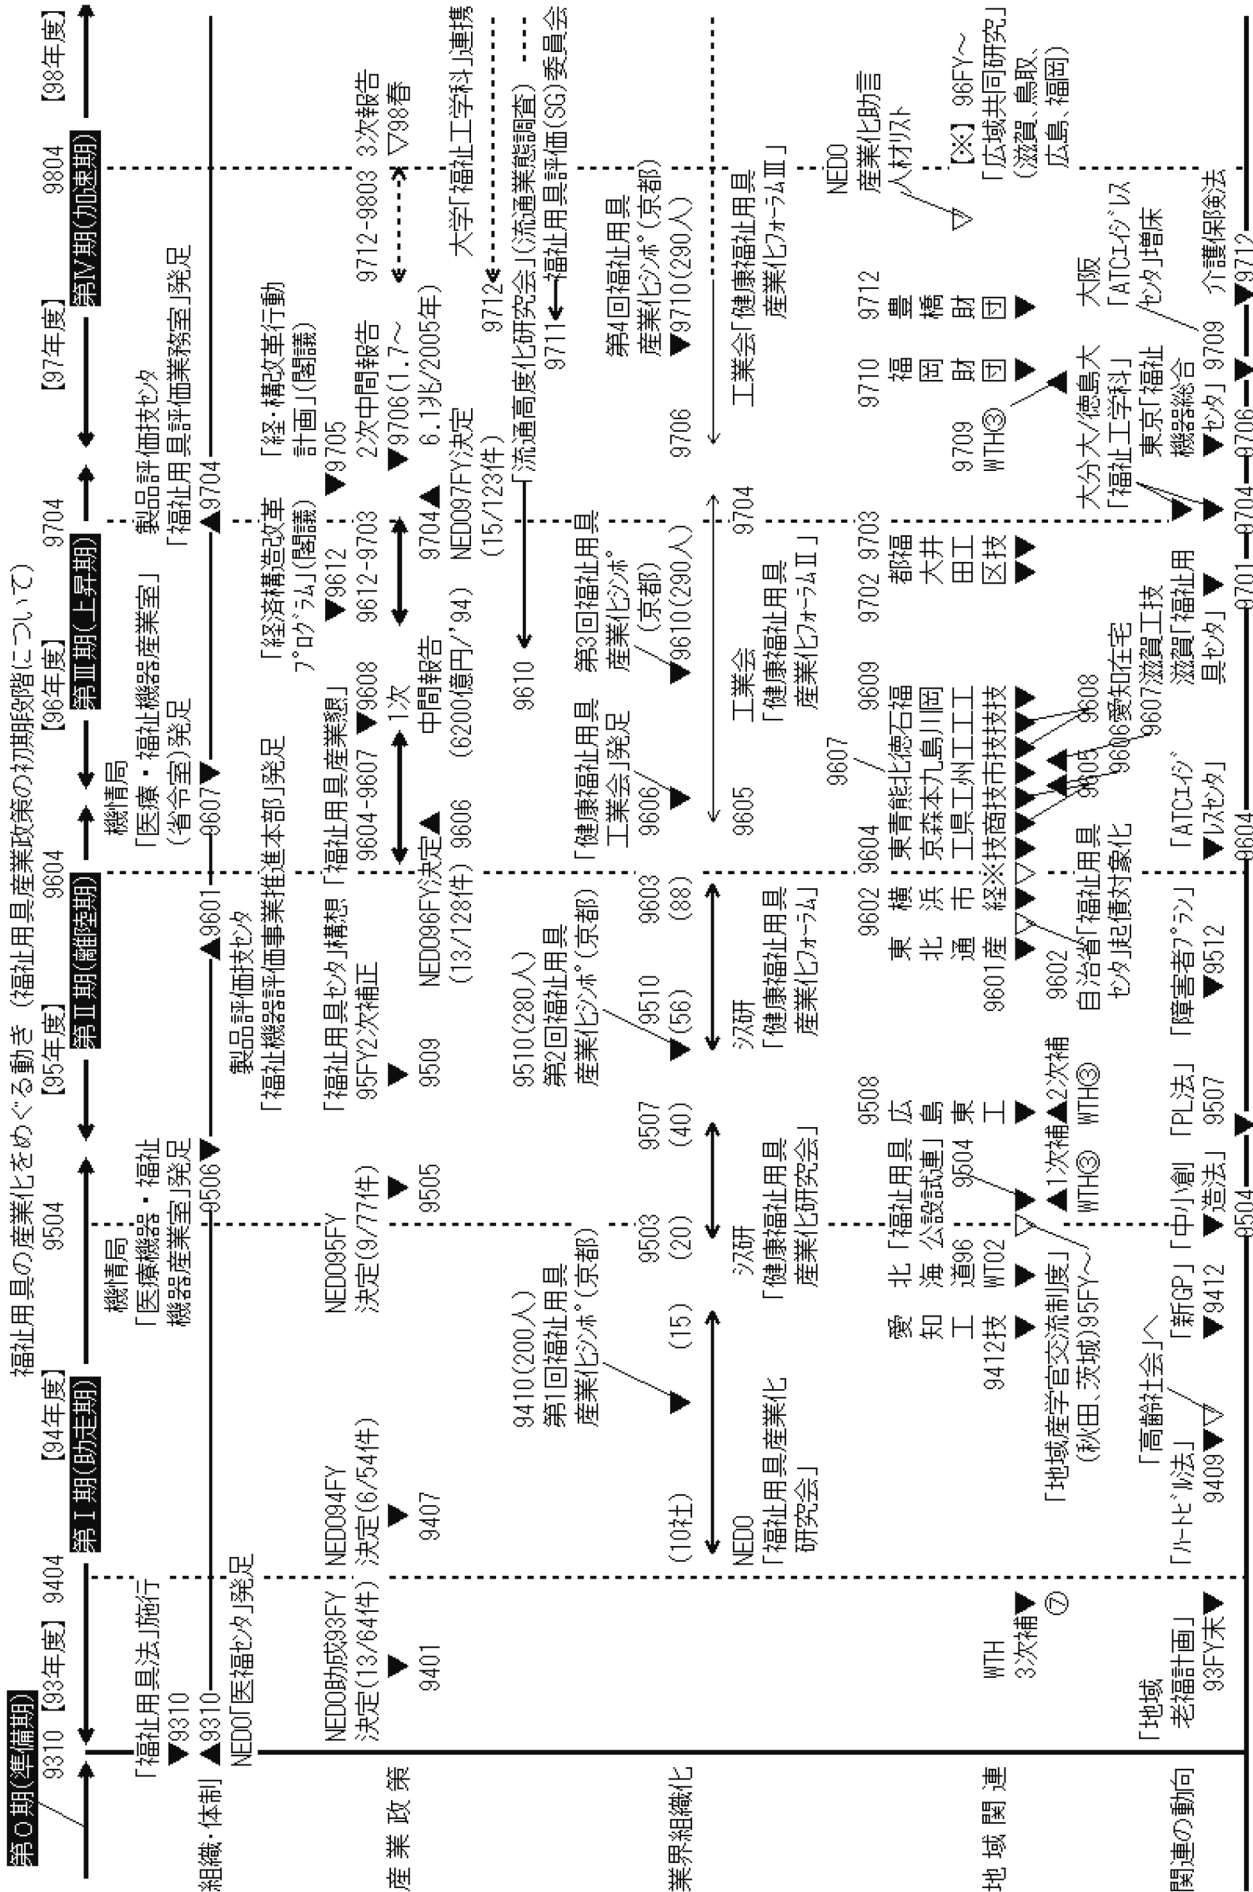 福祉用具の産業化をめぐる動き（福祉用具産業政策の初期段階について）
第０期(準備期)
9310【93年度】9404
【94年度】
9504
【95年度】
9604
【96年度】
9704
【97年度】
9804
【98年度】
第Ⅰ期(助走期)
第Ⅱ期(離陸期)
第Ⅲ期(上昇期)
第Ⅳ期(加速期)
組織・体制
「福祉用具法」施行
▼9310
▲9310
NEDO「医福センタ」発足
機情局
「医療機器・福祉
機器産業室」発足
9506▼
▲9601
製品評価技センタ
「福祉機器評価事業推進本部」発足
機情局
「医療・福祉機器産業室」
(省令室)発足
9607▼
製品評価技センタ
「福祉用具評価業務室」発足
▲9704
産業政策
NEDO助成93FY
決定(13/64件)
▼
9401
NEDO94FY
決定(6/54件)
▼
9407
NEDO95FY
決定(9/77件)
▼
9505
「福祉用具センタ」構想
95FY2次補正
▼
9509
「福祉用具産業懇」
9604-9607
▼9608
1次
中間報告
(6200億円/'94)
NEDO96FY決定▲
(13/128件) 9606
「経済構造改革
プログラム」(閣議)
▼9612
9612-9703
「経・構改革行動
計画」(閣議)
▼9705
2次中間報告
▼9706(1.7～
6.1兆/2005年)
9704▲
NEDO97FY決定
(15/123件)
9712-9803
3次報告
▽98春
大学「福祉工学科」連携
9712
9610
「流通高度化研究会」(流通業態調査)
9711
福祉用具評価(SG)委員会
業界組織化
9410(200人)
第1回福祉用具
産業化シンポ(京都)
▼
9510(280人)
第2回福祉用具
産業化シンポ(京都)
▼
「健康福祉用具
工業会」発足
9606
▼
第3回福祉用具
産業化シンポ
(京都)
▼9610(290人)
第4回福祉用具
産業化シンポ(京都)
▼9710(290人)
(10社)
(15)
NEDO
「福祉用具産業化
研究会」
9503
(20)
9507
(40)
シス研
「健康福祉用具
産業化研究会」
9510
(56)
9603
(88)
シス研
「健康福祉用具
産業化フォーラム」
9605
9704
工業会
「健康福祉用具
産業化フォーラムⅡ」
9706
工業会「健康福祉用具
産業化フォーラムⅢ」
地域関連
WTH
3次補▼
⑦
愛知工
9412技
▼
北海道96
WT02
▼
「福祉用具
公設試連」
9504
「地域産学官交流制度」
(秋田、茨城)95FY～
▲1次補
WTH③
9508
広島東工
▼
▲2次補
WTH③
東北通
9601産
▼
9602
横浜市経
▼
9602
自治省「福祉用具
センタ」起債対象化
9604
9607
9609
東青熊北徳石福
京森本九島川岡
工県工州工工工
※技商技市技技技
9605 9608
9606愛知在宅
9607滋賀工技
9702 9703
都福
大井
田工
区技
▼▼
9710
福岡財団
▼
9712
豊橋財団
▼
9709
WTH③
NEDO
産業化助言
人材リスト
▽
【※】96FY～
「広域共同研究」
(滋賀、鳥取、
広島、福岡)
関連の動向
「地域
老福計画」
93FY末▼
「ハートビル法」
9409▼
「高齢社会」へ
▽
「新GP」
▼9412
「中小創
造法」
▼
9504
「PL法」
9507
▼
「障害者プラン」
▼9512
「ATCエイジ
レスセンタ」
▼
9604
滋賀「福祉用
具センタ」▼
9701
大分大/徳島大
「福祉工学科」
▼▼
9704
東京「福祉
機器総合
センタ」
▼
9706
大阪
「ATCエイジレス
センタ」増床
9709
介護保険法
▼9712